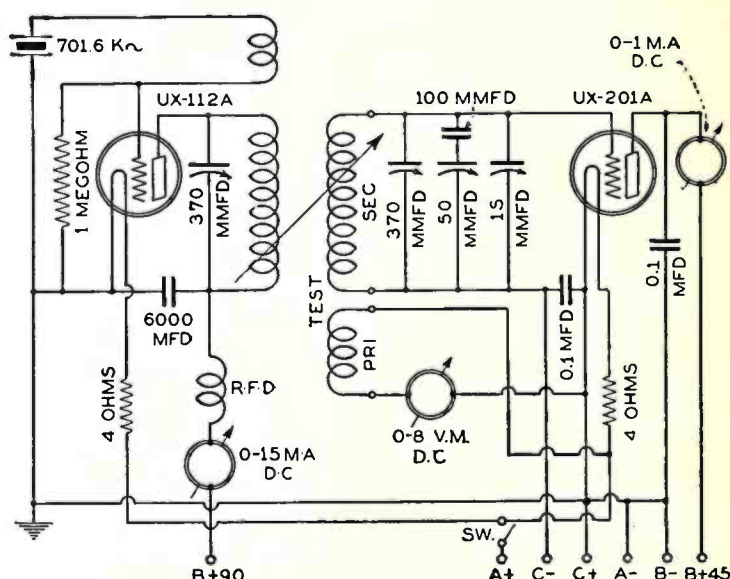 701.6 K~
UX-112A
1 MEGOHM
370 MMFD
6000 MFD
4 OHMS
R.F.D
0-15 M.A D.C
B+90
TEST
SEC
PRI
370 MMFD
100 MMFD
50 MMFD
15 MMFD
UX-201A
0-1 M.A D.C
0.1 MFD
0.1 MFD
4 OHMS
0-8 V.M. D.C
SW.
A+ C- C+ A- B- B+45